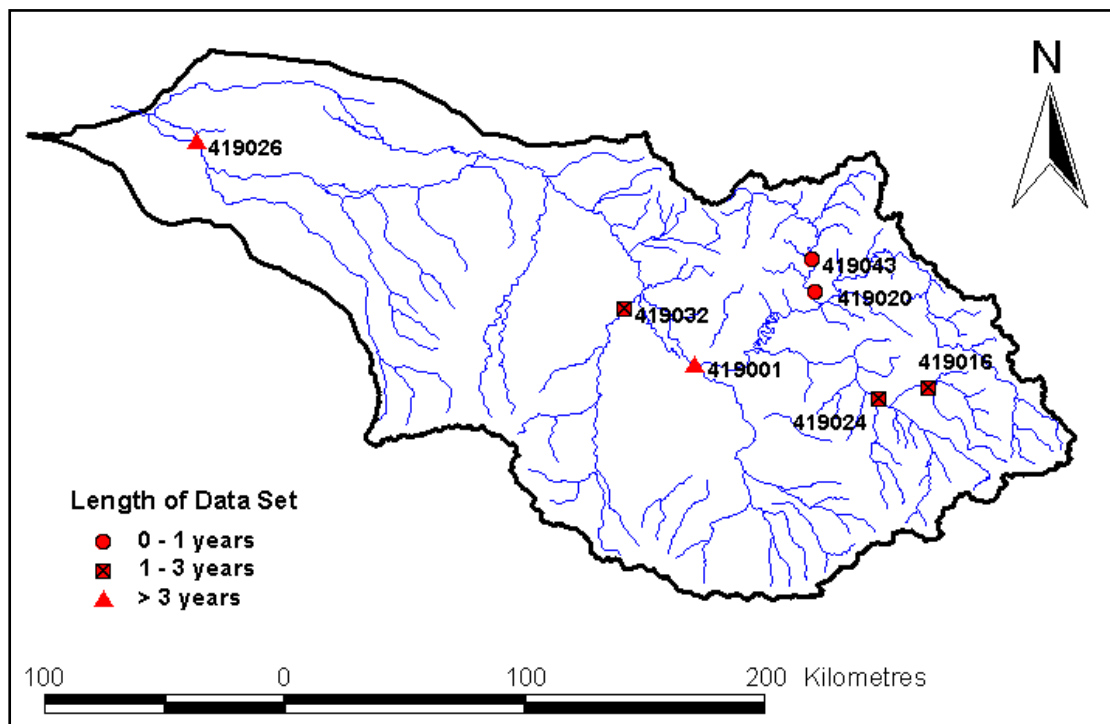 N
419026
419043
419020
419032
419016
419001
419024
Length of Data Set
0 - 1 years
1 - 3 years
> 3 years
100 0 100 200 Kilometres